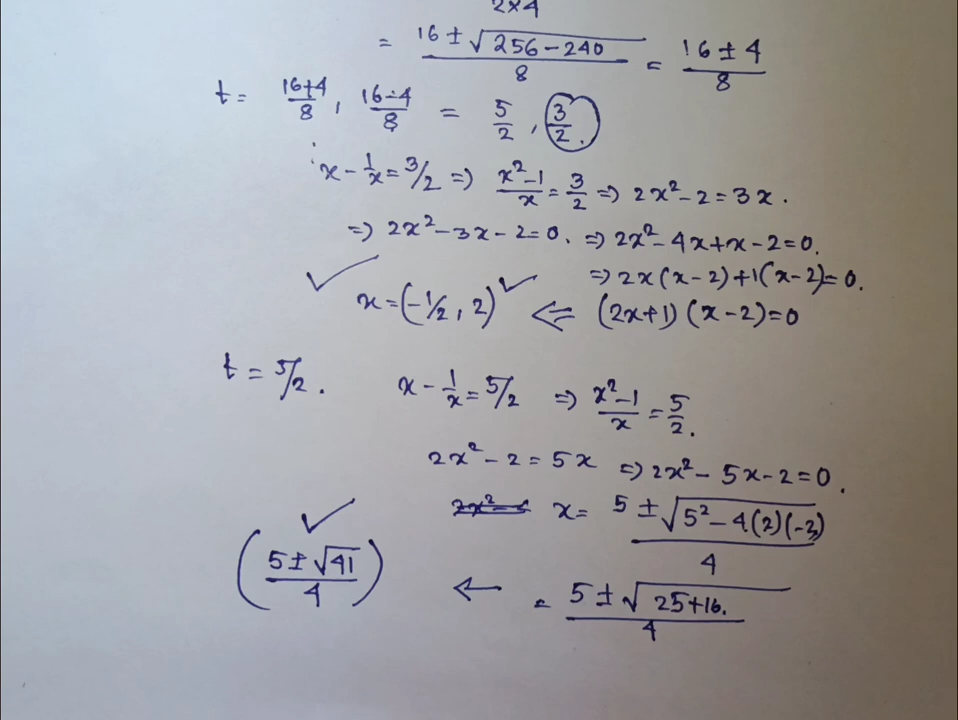 2×4
= 16 ± √256 − 240 / 8 = 16 ± 4 / 8
t = 16+4/8 , 16−4/8 = 5/2 , 3/2 .
x − 1/x = 3/2 ⇒ x²−1/x = 3/2 ⇒ 2x² − 2 = 3x .
⇒ 2x² − 3x − 2 = 0 . ⇒ 2x² − 4x + x − 2 = 0 .
⇒ 2x (x − 2) + 1(x − 2) = 0 .
✓ x = (−1/2 , 2) ✓ ⇐ (2x+1) (x − 2) = 0
t = 5/2 . x − 1/x = 5/2 ⇒ x²−1/x = 5/2 .
2x² − 2 = 5x ⇒ 2x² − 5x − 2 = 0 .
x = 5 ± √5² − 4(2)(−2) / 4
✓ (5 ± √41 / 4) ← = 5 ± √25+16. / 4